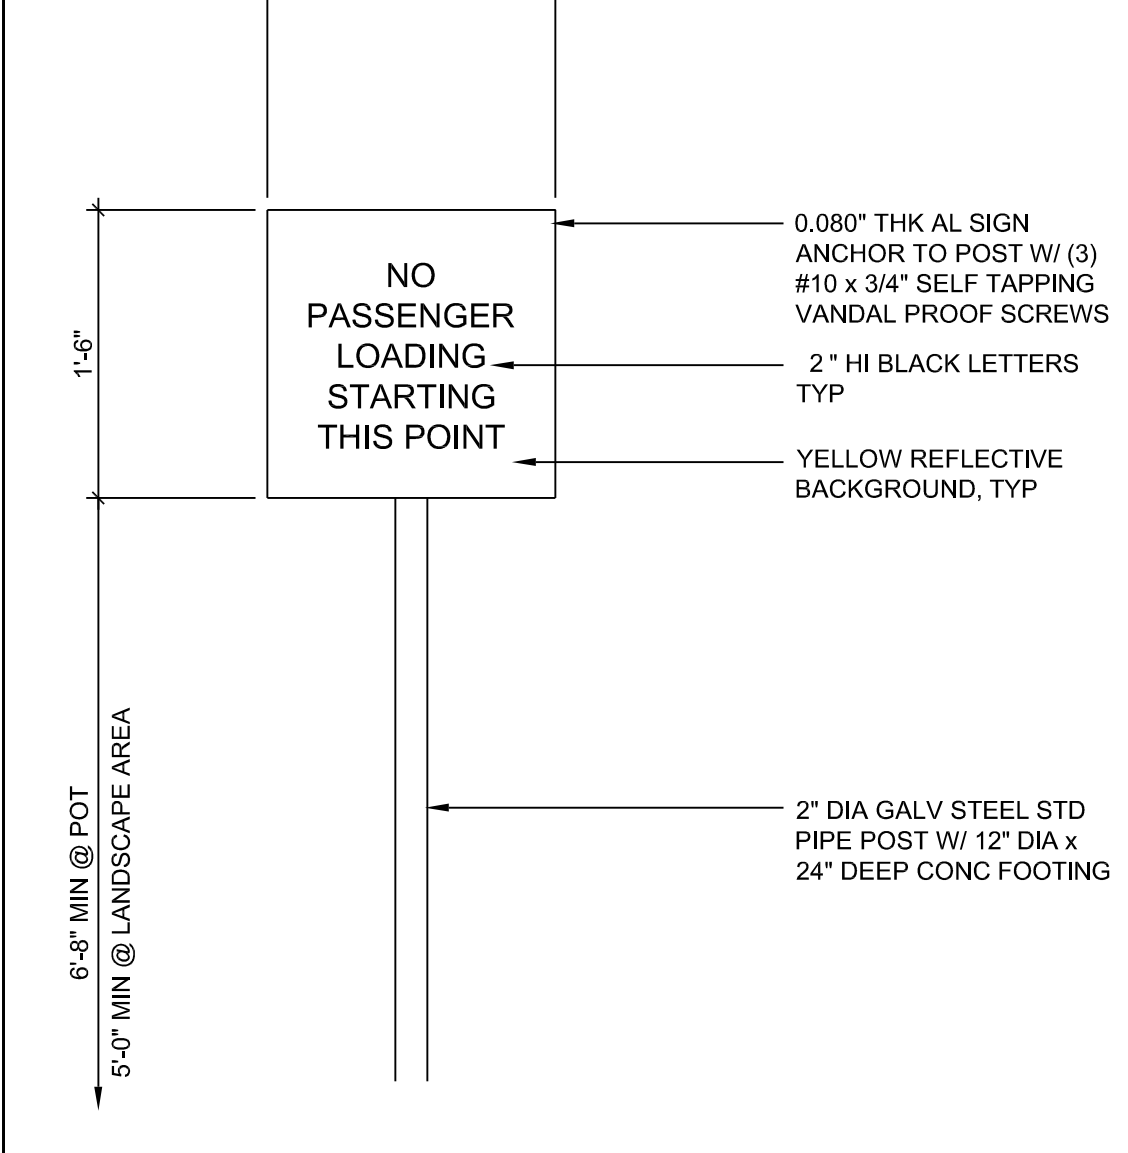 0.080" THK AL SIGN
ANCHOR TO POST W/ (3)
#10 x 3/4" SELF TAPPING
VANDAL PROOF SCREWS
NO
PASSENGER
LOADING
STARTING
THIS POINT
1'-6"
2 " HI BLACK LETTERS
TYP
YELLOW REFLECTIVE
BACKGROUND, TYP
6'-8" MIN @ POT
5'-0" MIN @ LANDSCAPE AREA
2" DIA GALV STEEL STD
PIPE POST W/ 12" DIA x
24" DEEP CONC FOOTING